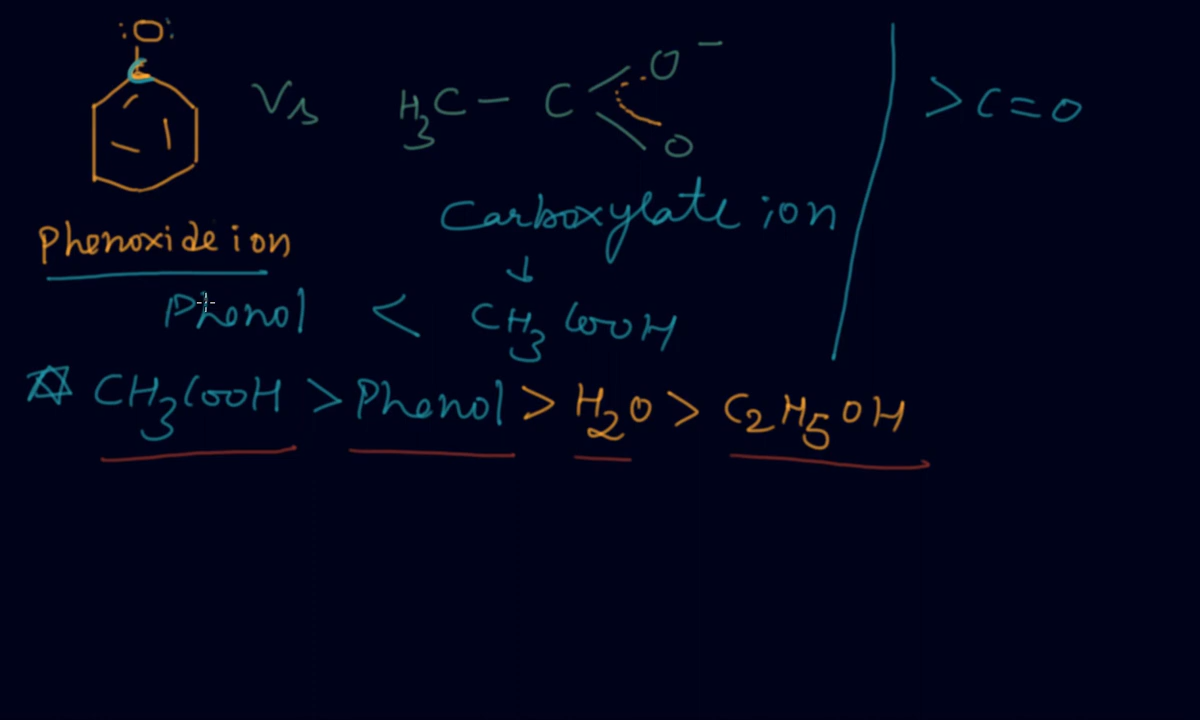 :O:
C
Vs
H3C — C O⁻ O
>C=O
Phenoxide ion
Carboxylate ion
↓
Phenol < CH3COOH
☆ CH3COOH > Phenol > H2O > C2H5OH